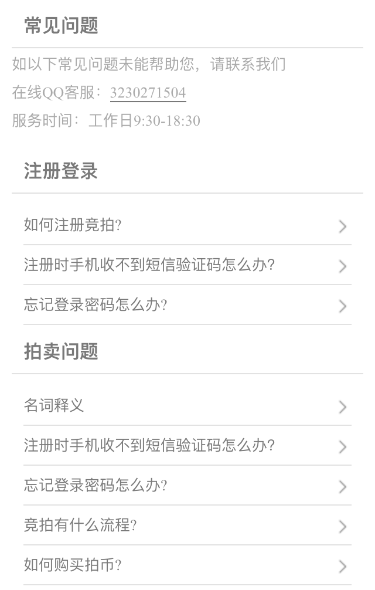 常见问题
如以下常见问题未能帮助您，请联系我们
在线QQ客服：3230271504
服务时间：工作日9:30-18:30
注册登录
如何注册竞拍?
注册时手机收不到短信验证码怎么办?
忘记登录密码怎么办?
拍卖问题
名词释义
注册时手机收不到短信验证码怎么办?
忘记登录密码怎么办?
竞拍有什么流程?
如何购买拍币?